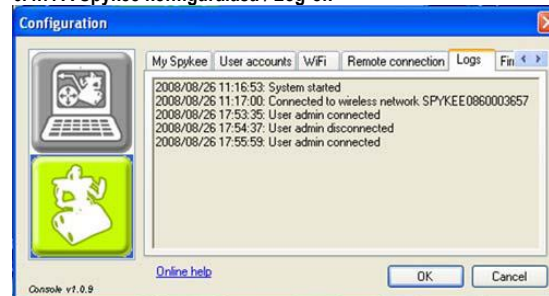 Configuration
My Spykee User accounts WiFi Remote connection Logs Fin
2008/08/26 11:16:53: System started
2008/08/26 11:17:00: Connected to wireless network SPYKEE0860003657
2008/08/26 17:53:35: User admin connected
2008/08/26 17:54:37: User admin disconnected
2008/08/26 17:55:59: User admin connected
Online help
OK Cancel
Console v1.0.9